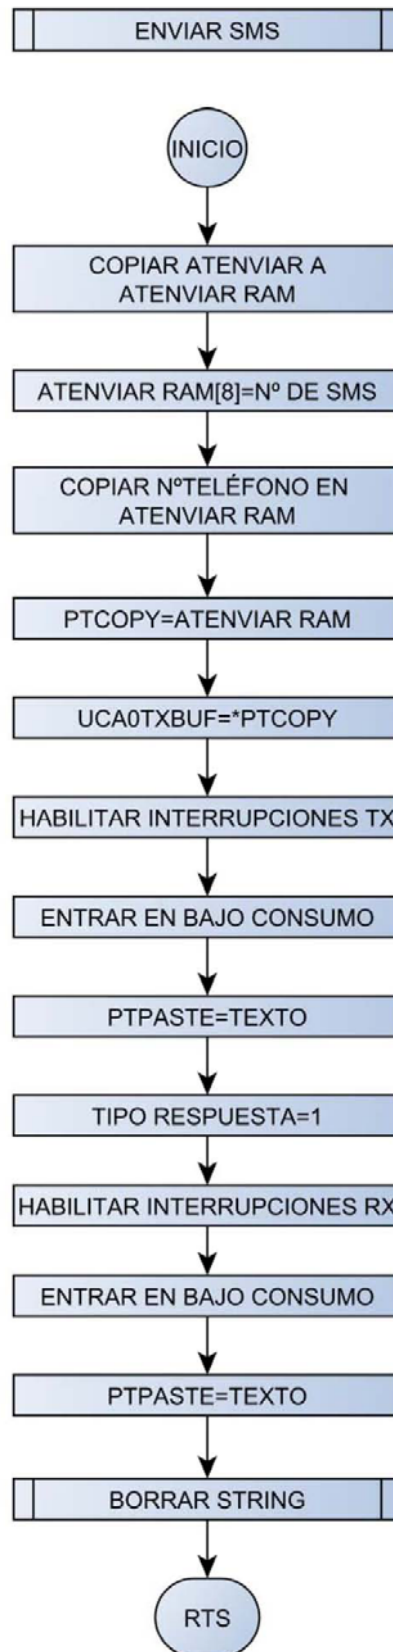 ENVIAR SMS
INICIO
COPIAR ATENVIAR A
ATENVIAR RAM
ATENVIAR RAM[8]=Nº DE SMS
COPIAR NºTELÉFONO EN
ATENVIAR RAM
PTCOPY=ATENVIAR RAM
UCA0TXBUF=*PTCOPY
HABILITAR INTERRUPCIONES TX
ENTRAR EN BAJO CONSUMO
PTPASTE=TEXTO
TIPO RESPUESTA=1
HABILITAR INTERRUPCIONES RX
ENTRAR EN BAJO CONSUMO
PTPASTE=TEXTO
BORRAR STRING
RTS